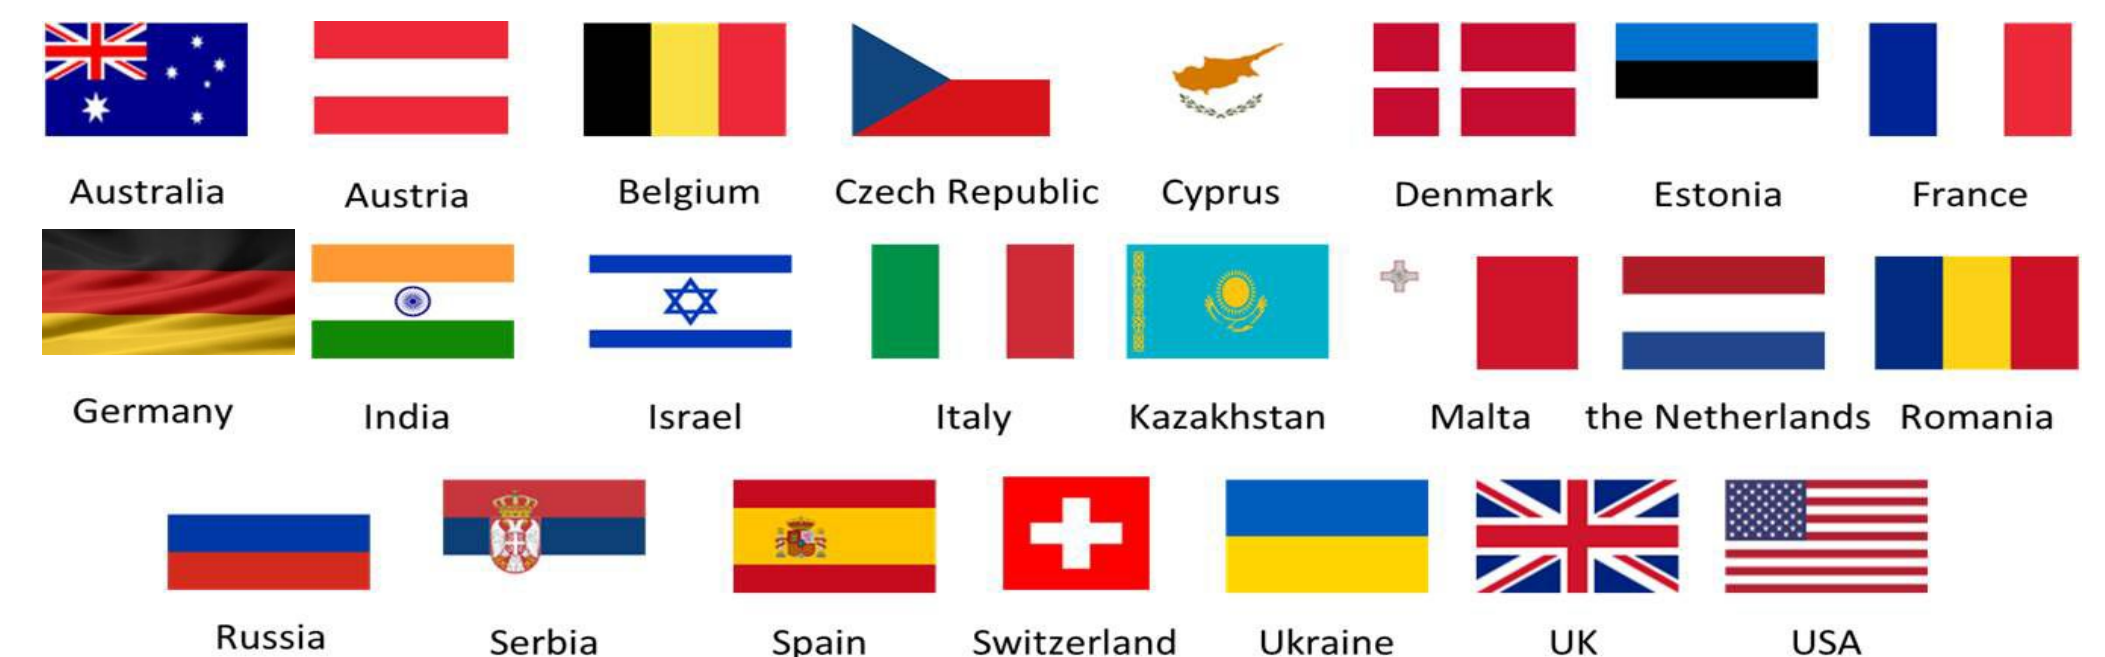 Australia Austria Belgium Czech Republic Cyprus Denmark Estonia France
Germany India Israel Italy Kazakhstan Malta the Netherlands Romania
Russia Serbia Spain Switzerland Ukraine UK USA